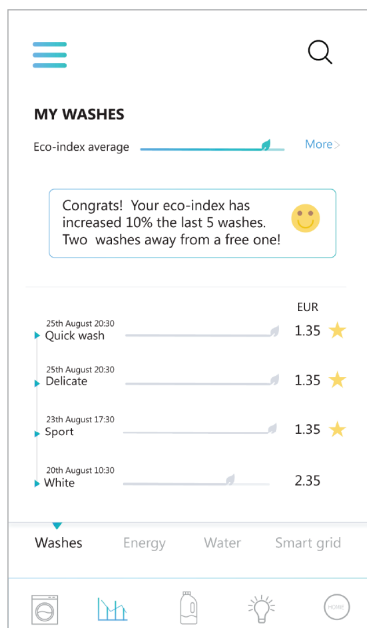 MY WASHES
Eco-index average More>
Congrats! Your eco-index has
increased 10% the last 5 washes.
Two washes away from a free one!
EUR
25th August 20:30
Quick wash 1.35
25th August 20:30
Delicate 1.35
23th August 17:30
Sport 1.35
20th August 10:30
White 2.35
Washes Energy Water Smart grid
HOME